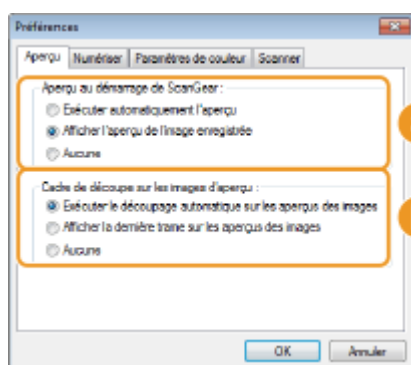 Préférences
Aperçu Numériser Paramètres de couleur Scanner
Aperçu au démarrage de ScanGear :
Exécuter automatiquement l'aperçu
Afficher l'aperçu de l'image enregistrée
Aucune
Cadre de découpe sur les images d'aperçu :
Exécuter le découpage automatique sur les aperçus des images
Afficher la dernière trame sur les aperçus des images
Aucune
OK Annuler